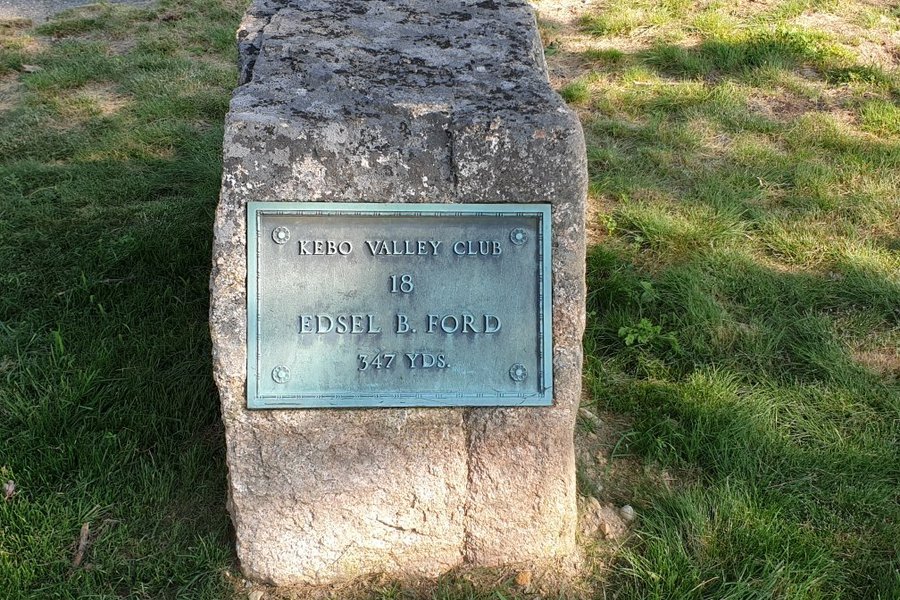 KEBO VALLEY CLUB
18
EDSEL B. FORD
347 YDS.